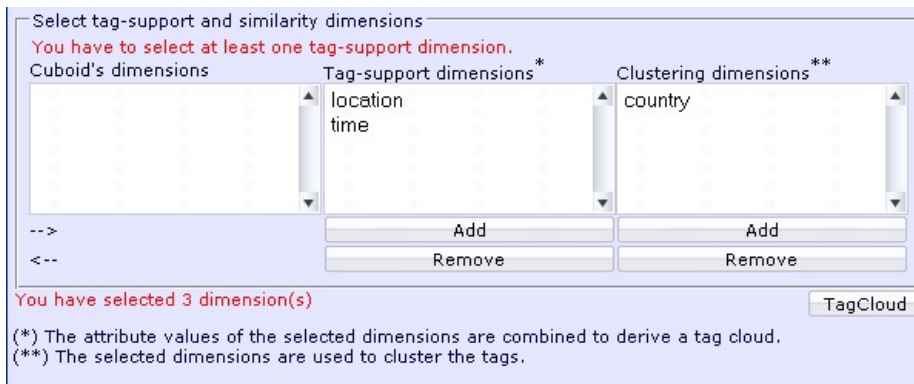 Select tag-support and similarity dimensions
You have to select at least one tag-support dimension.
Cuboid's dimensions Tag-support dimensions* Clustering dimensions**
location country
time
--> Add Add
<-- Remove Remove
You have selected 3 dimension(s) TagCloud
(*) The attribute values of the selected dimensions are combined to derive a tag cloud.
(**) The selected dimensions are used to cluster the tags.